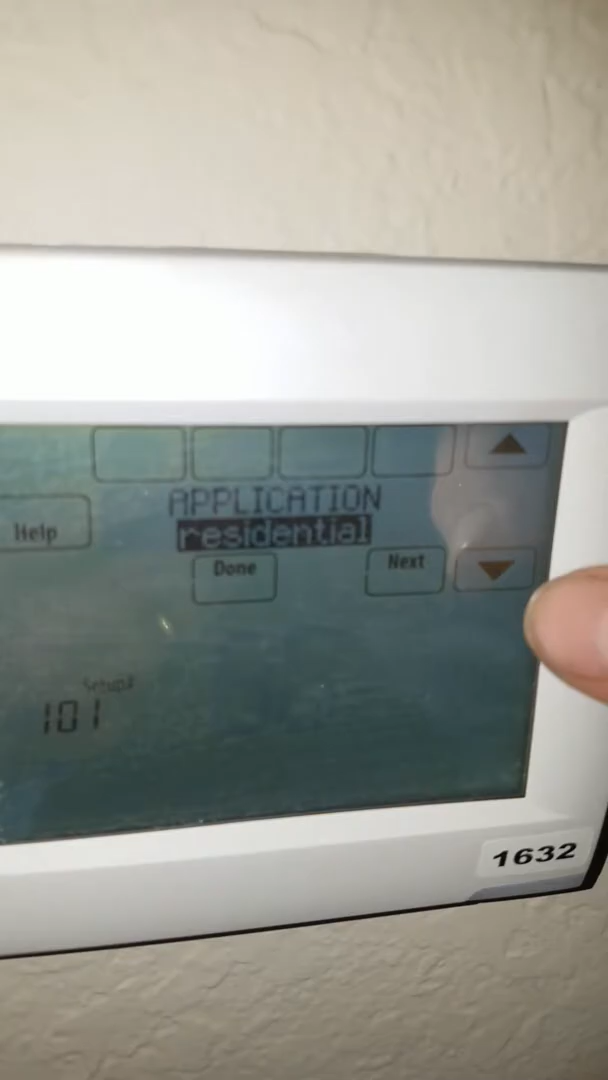 APPLICATION
Help
residential
Done
Next
Setup#
101
1632